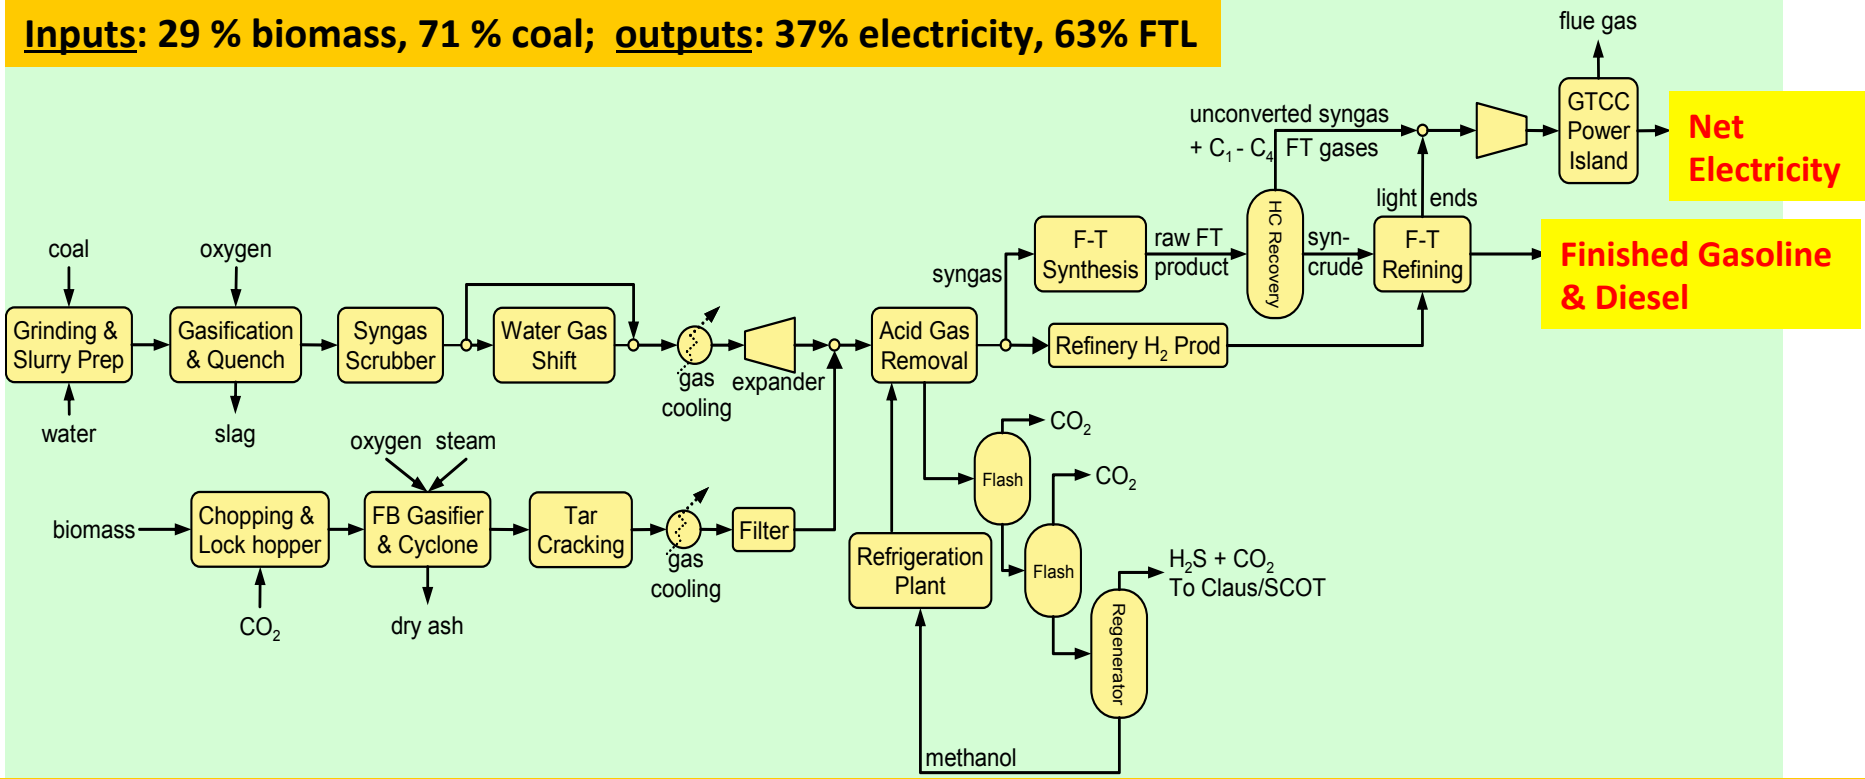 Inputs: 29 % biomass, 71 % coal; outputs: 37% electricity, 63% FTL
flue gas
GTCC
Power
Island
Net
Electricity
unconverted syngas
+ C₁ - C₄ FT gases
light ends
HC Recovery
F-T
Synthesis
raw FT
product
syn-
crude
F-T
Refining
Finished Gasoline
& Diesel
syngas
coal
oxygen
Grinding &
Slurry Prep
Gasification
& Quench
Syngas
Scrubber
Water Gas
Shift
gas
cooling
expander
Acid Gas
Removal
Refinery H₂ Prod
water
slag
oxygen steam
biomass
Chopping &
Lock hopper
FB Gasifier
& Cyclone
Tar
Cracking
gas
cooling
Filter
CO₂
dry ash
Refrigeration
Plant
Flash
CO₂
Flash
CO₂
H₂S + CO₂
To Claus/SCOT
Regenerator
methanol